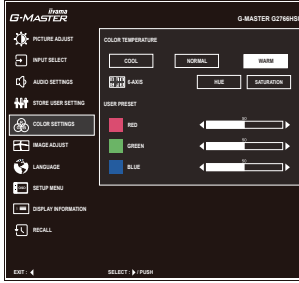 iiyama
G-MASTER
G-MASTER G2766HS
PICTURE ADJUST
INPUT SELECT
AUDIO SETTINGS
STORE USER SETTING
COLOR SETTINGS
IMAGE ADJUST
LANGUAGE
SETUP MENU
DISPLAY INFORMATION
RECALL
EXIT :
COLOR TEMPERATURE
COOL NORMAL WARM
6-AXIS HUE SATURATION
USER PRESET
RED 50
GREEN 50
BLUE 50
SELECT : / PUSH